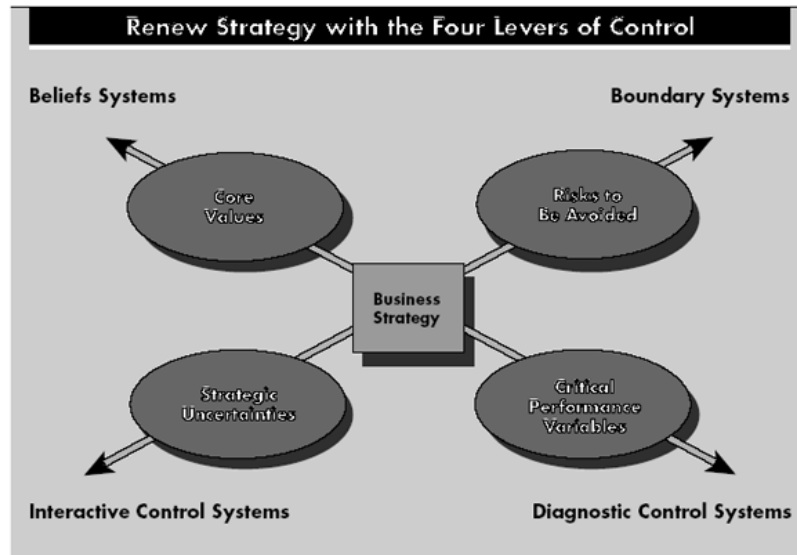 Renew Strategy with the Four Levers of Control
Beliefs Systems
Boundary Systems
Core
Values
Risks to
Be Avoided
Business
Strategy
Strategic
Uncertainties
Critical
Performance
Variables
Interactive Control Systems
Diagnostic Control Systems